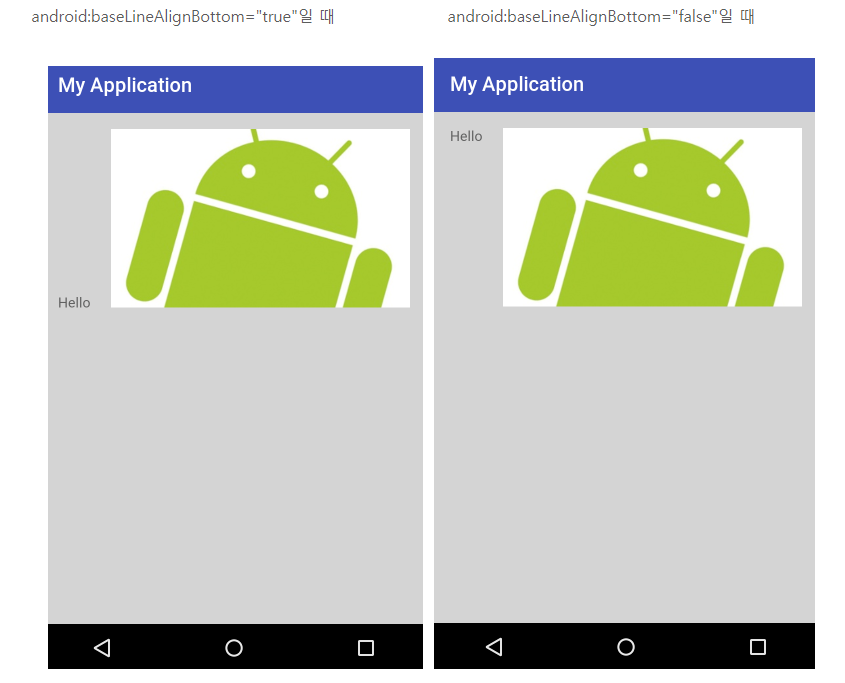 android:baseLineAlignBottom="true"일 때
android:baseLineAlignBottom="false"일 때
My Application
Hello
My Application
Hello